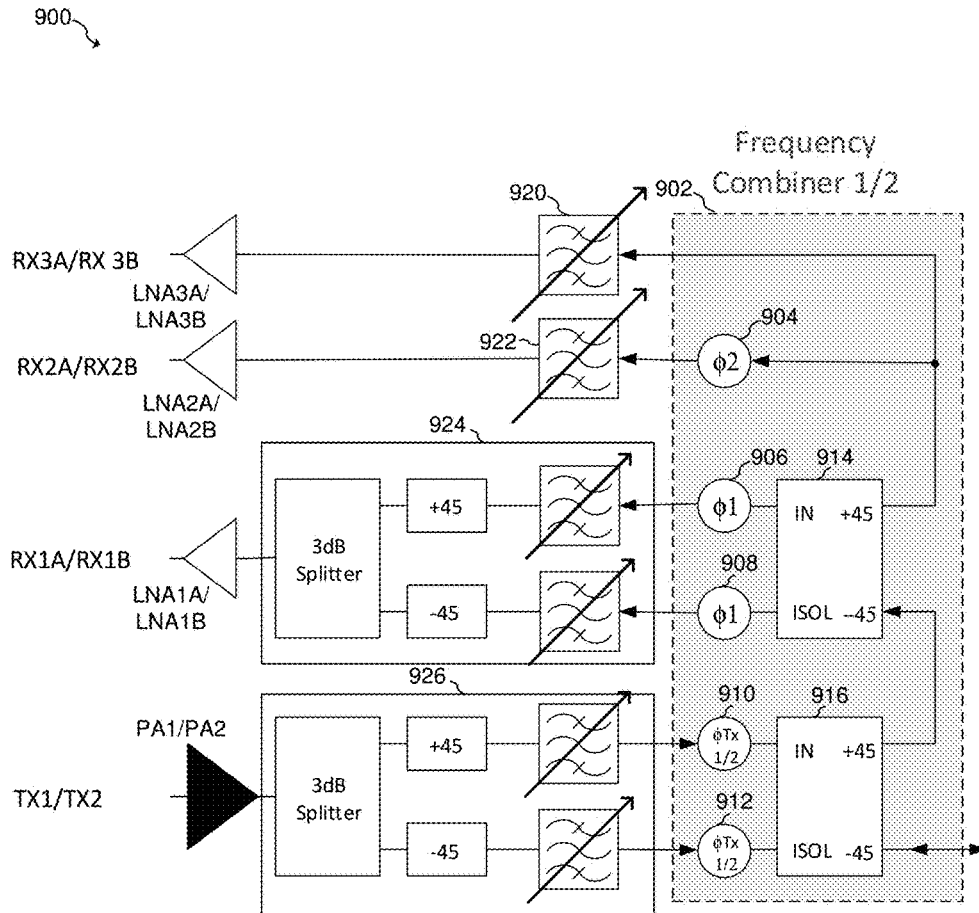 900
Frequency
Combiner 1/2
902
920
RX3A/RX 3B
LNA3A/
LNA3B
904
922
ϕ2
RX2A/RX2B
LNA2A/
LNA2B
924
906
914
+45
ϕ1
IN +45
3dB
Splitter
RX1A/RX1B
908
LNA1A/
LNA1B
-45
ϕ1
ISOL --45
926
910
916
PA1/PA2
+45
ϕTx
1/2
IN +45
3dB
Splitter
TX1/TX2
912
-45
ϕTx
1/2
ISOL -45